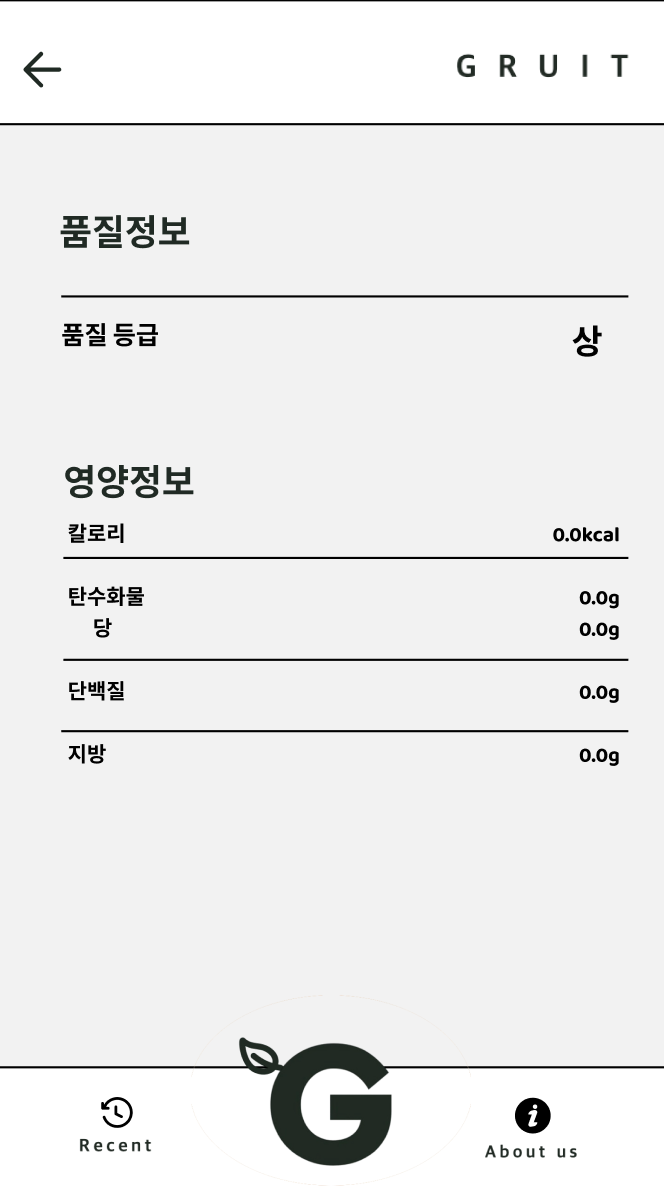 G R U I T
품질정보
품질 등급 상
영양정보
칼로리 0.0kcal
탄수화물 0.0g
당 0.0g
단백질 0.0g
지방 0.0g
G
Recent
About us